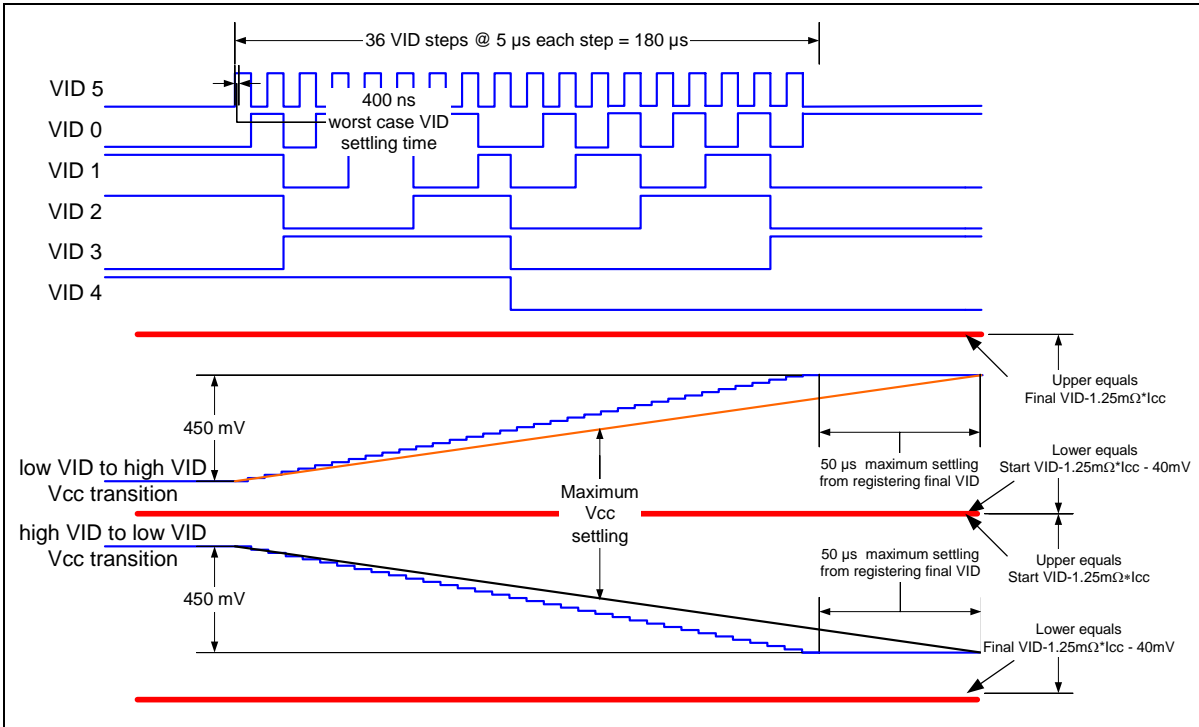 36 VID steps @ 5 µs each step = 180 µs
VID 5
400 ns
worst case VID
settling time
VID 0
VID 1
VID 2
VID 3
VID 4
Upper equals
Final VID-1.25mΩ*Icc
450 mV
low VID to high VID
Vcc transition
50 µs maximum settling
from registering final VID
Lower equals
Start VID-1.25mΩ*Icc - 40mV
Maximum
Vcc
settling
high VID to low VID
Vcc transition
50 µs maximum settling
from registering final VID
Upper equals
Start VID-1.25mΩ*Icc
450 mV
Lower equals
Final VID-1.25mΩ*Icc - 40mV